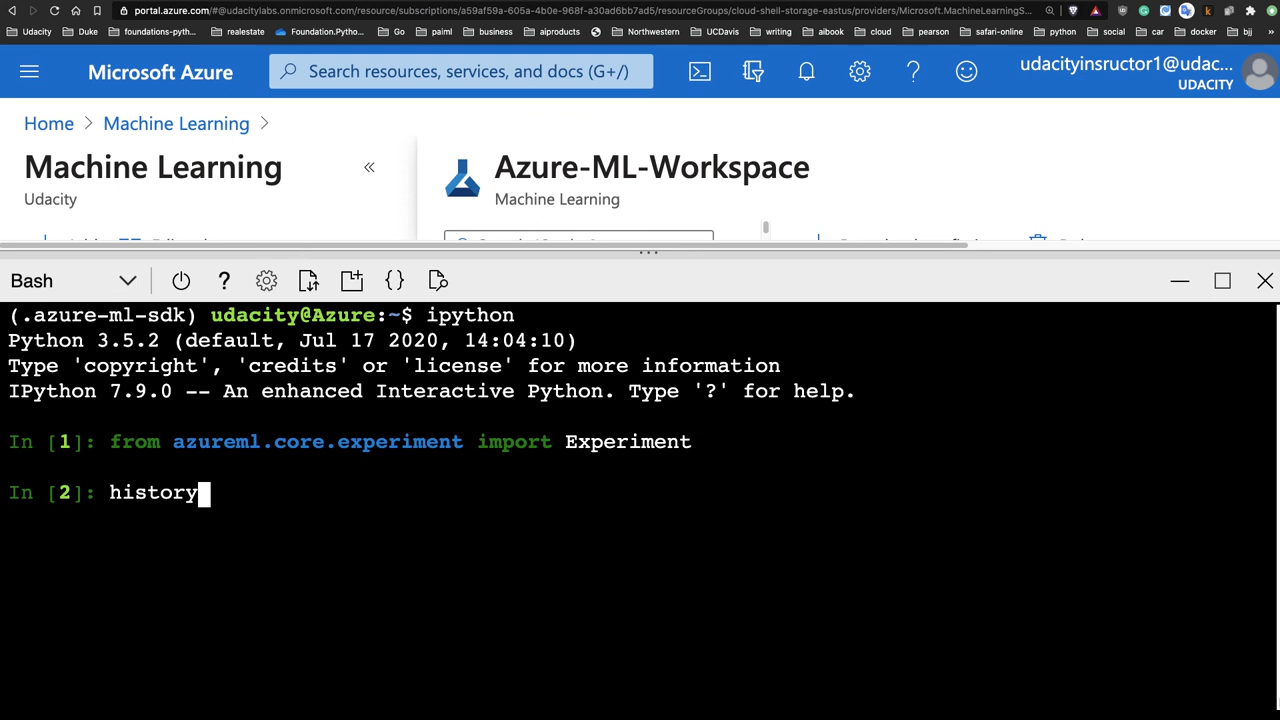 portal.azure.com/#@udacitylabs.onmicrosoft.com/resource/subscriptions/a59af59a-605a-4b0e-968f-a30ad6bb7ad5/resourceGroups/cloud-shell-storage-eastus/providers/Microsoft.MachineLearningS...
Udacity Duke foundations-pyth... realestate Foundation.Pytho... Go paiml business aiproducts Northwestern UCDavis writing aibook cloud pearson safari-online python social car docker bjj
Microsoft Azure Search resources, services, and docs (G+/) udacityinsructor1@udac...
UDACITY
Home > Machine Learning >
Machine Learning «
Udacity
Azure-ML-Workspace
Machine Learning
Bash
(.azure-ml-sdk) udacity@Azure:~$ ipython
Python 3.5.2 (default, Jul 17 2020, 14:04:10)
Type 'copyright', 'credits' or 'license' for more information
IPython 7.9.0 -- An enhanced Interactive Python. Type '?' for help.
In [1]: from azureml.core.experiment import Experiment
In [2]: history